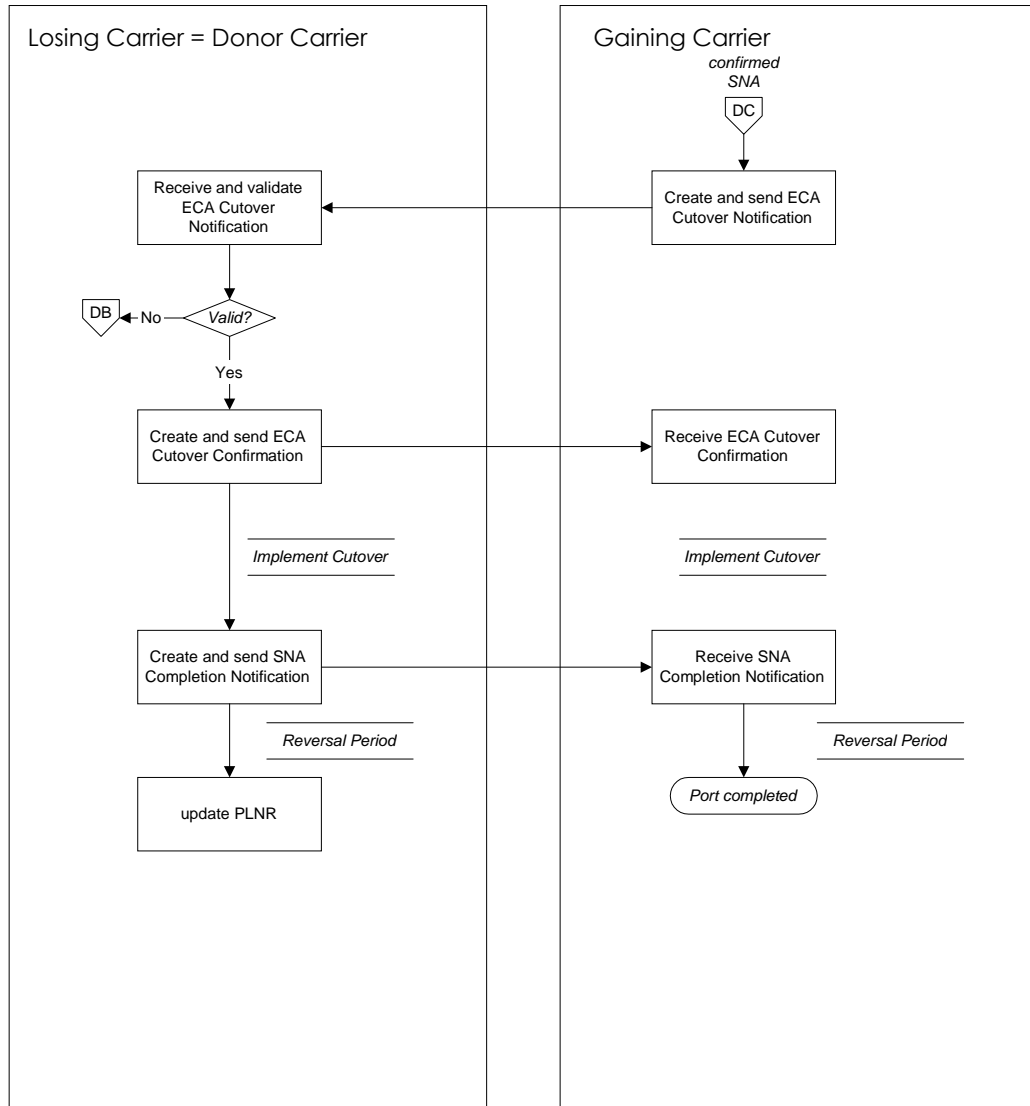 Losing Carrier = Donor Carrier
Gaining Carrier
confirmed
SNA
DC
Receive and validate
ECA Cutover
Notification
Create and send ECA
Cutover Notification
DB
No
Valid?
Yes
Create and send ECA
Cutover Confirmation
Receive ECA Cutover
Confirmation
Implement Cutover
Implement Cutover
Create and send SNA
Completion Notification
Receive SNA
Completion Notification
Reversal Period
Reversal Period
update PLNR
Port completed